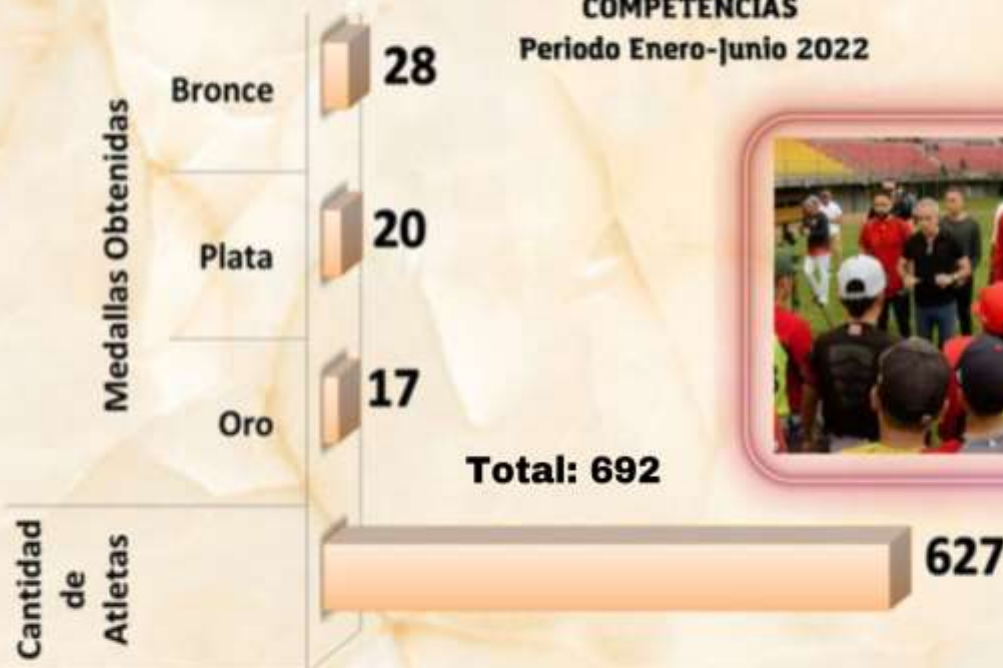 COMPETENCIAS
Periodo Enero-Junio 2022
Medallas Obtenidas
Bronce
28
Plata
20
Oro
17
Total: 692
Cantidad
de
Atletas
627